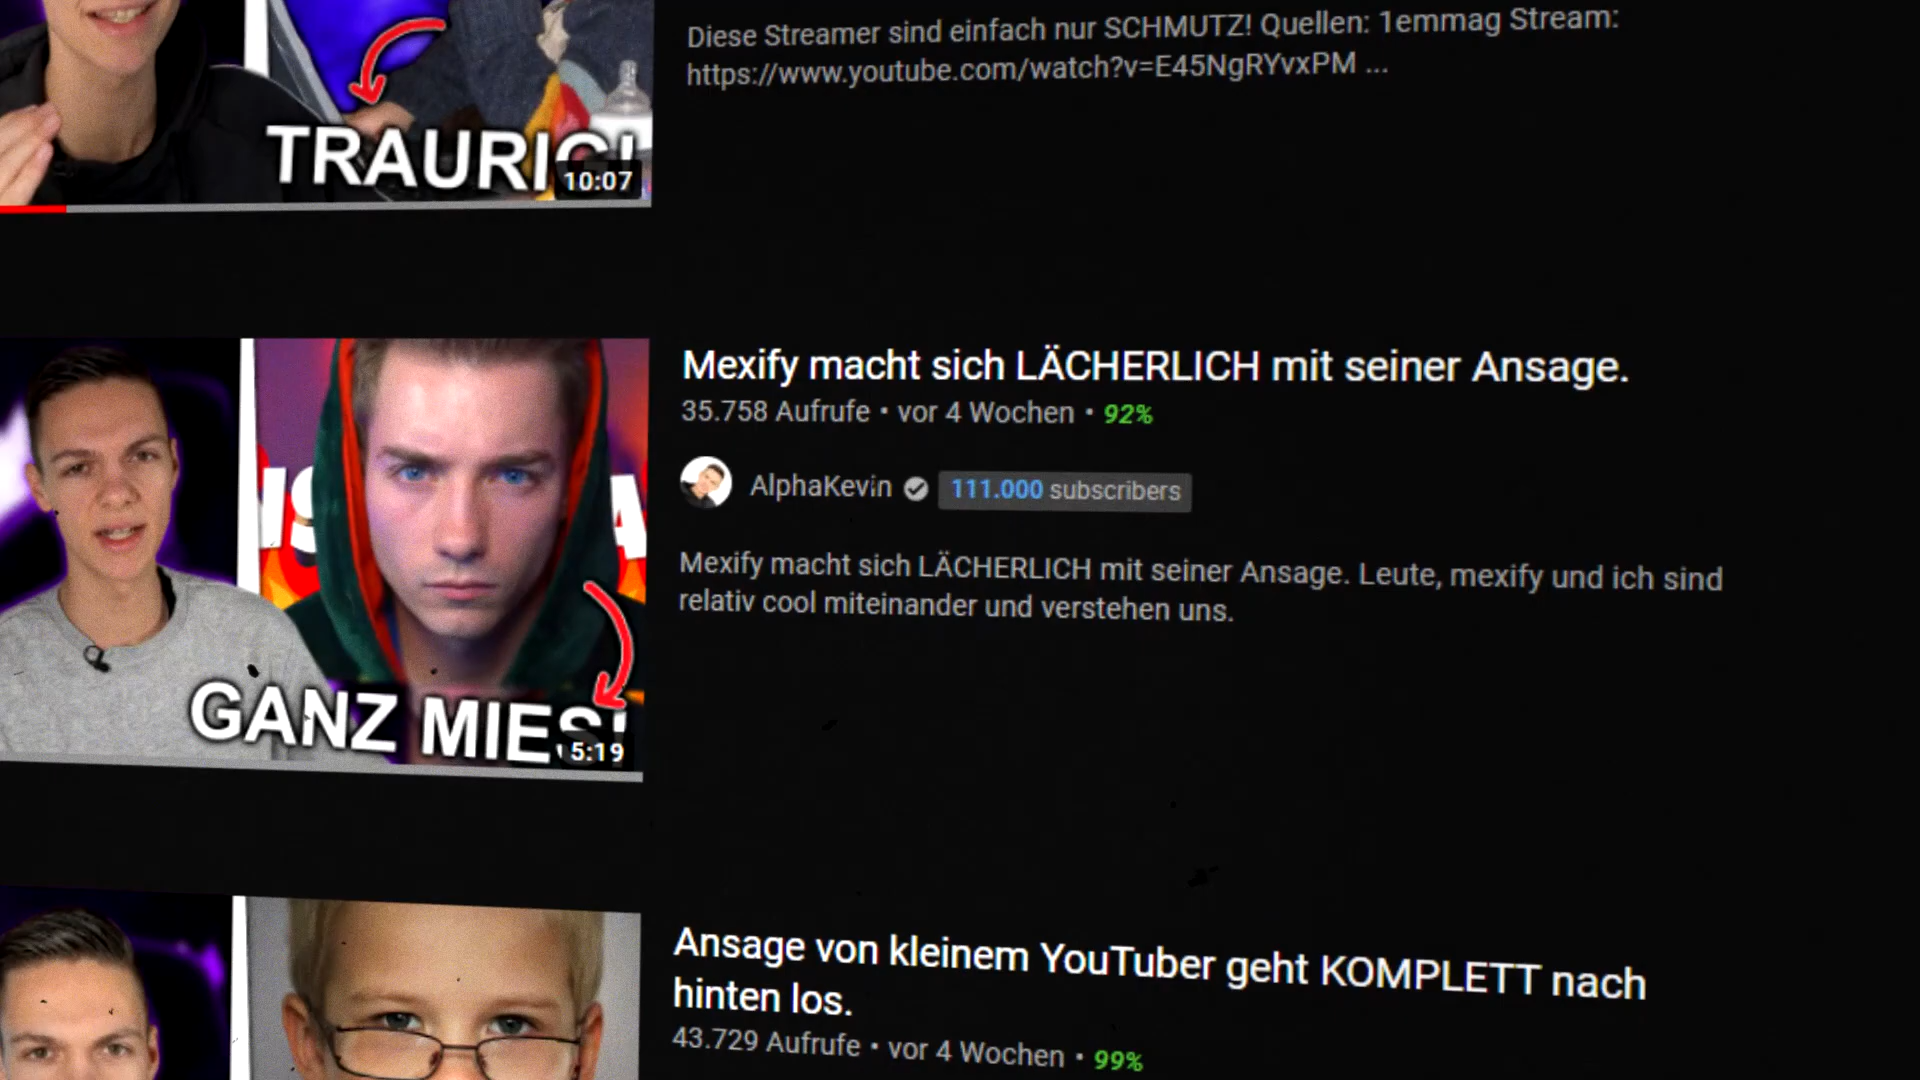 Diese Streamer sind einfach nur SCHMUTZ! Quellen: 1emmag Stream:
https://www.youtube.com/watch?v=E45NgRYvxPM ...
TRAURIG!
10:07
Mexify macht sich LÄCHERLICH mit seiner Ansage.
35.758 Aufrufe • vor 4 Wochen • 92%
AlphaKevin 111.000 subscribers
Mexify macht sich LÄCHERLICH mit seiner Ansage. Leute, mexify und ich sind
relativ cool miteinander und verstehen uns.
GANZ MIES!
5:19
Ansage von kleinem YouTuber geht KOMPLETT nach
hinten los.
43.729 Aufrufe • vor 4 Wochen • 99%